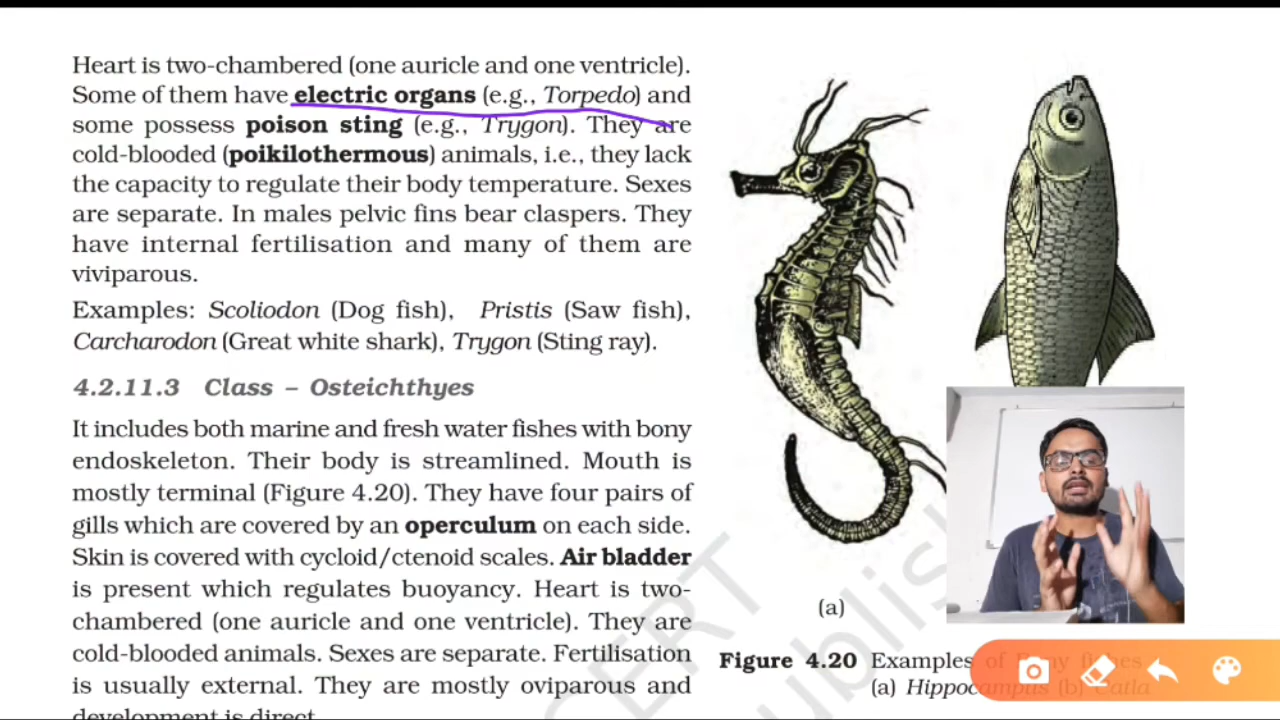 Heart is two-chambered (one auricle and one ventricle).
Some of them have electric organs (e.g., Torpedo) and
some possess poison sting (e.g., Trygon). They are
cold-blooded (poikilothermous) animals, i.e., they lack
the capacity to regulate their body temperature. Sexes
are separate. In males pelvic fins bear claspers. They
have internal fertilisation and many of them are
viviparous.
Examples: Scoliodon (Dog fish), Pristis (Saw fish),
Carcharodon (Great white shark), Trygon (Sting ray).
4.2.11.3 Class – Osteichthyes
It includes both marine and fresh water fishes with bony
endoskeleton. Their body is streamlined. Mouth is
mostly terminal (Figure 4.20). They have four pairs of
gills which are covered by an operculum on each side.
Skin is covered with cycloid/ctenoid scales. Air bladder
is present which regulates buoyancy. Heart is two-
chambered (one auricle and one ventricle). They are
cold-blooded animals. Sexes are separate. Fertilisation
is usually external. They are mostly oviparous and
development is direct.
(a)
Figure 4.20 Examples of Bony fishes
(a) Hippocampus (b) Catla